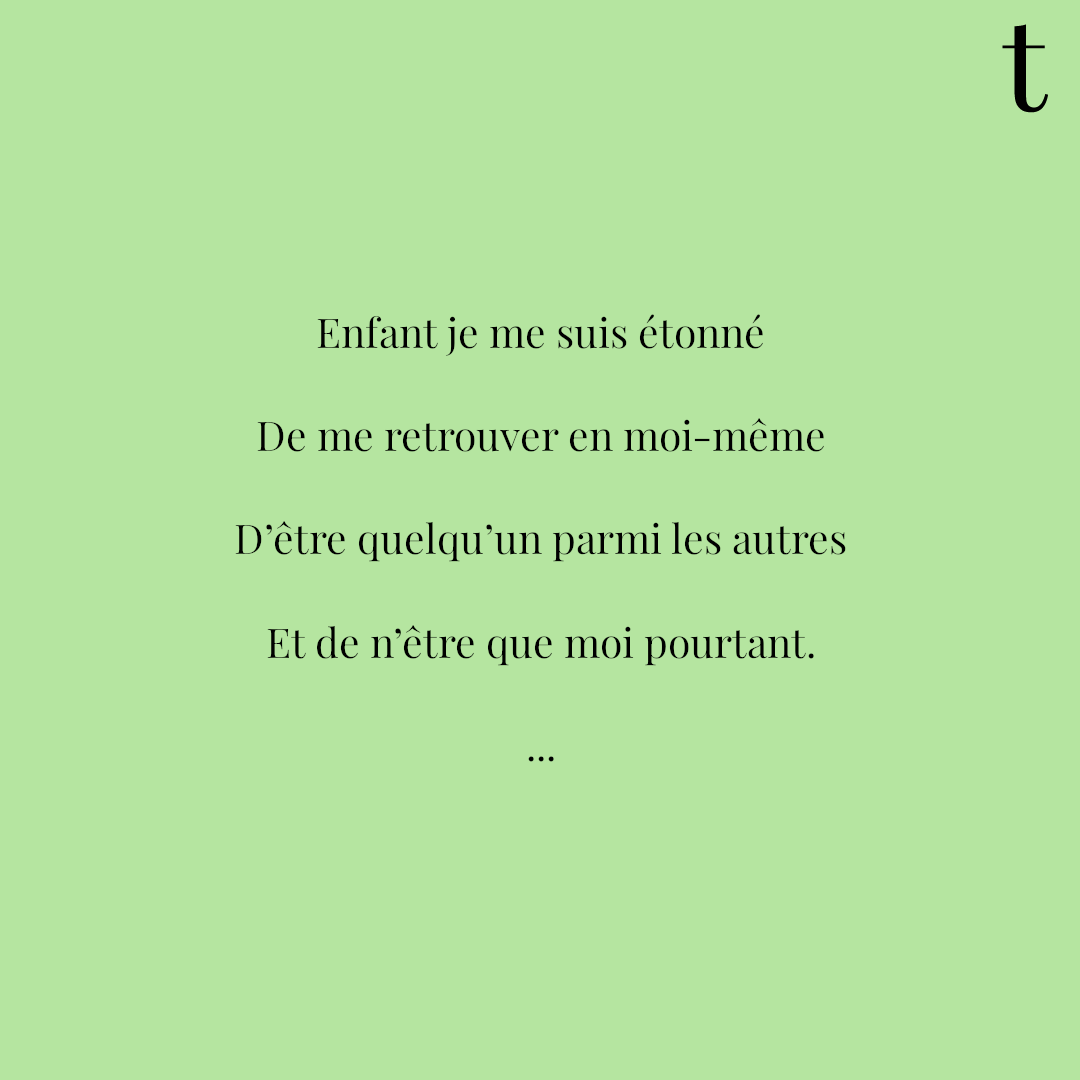 t
Enfant je me suis étonné
De me retrouver en moi-même
D’être quelqu’un parmi les autres
Et de n’être que moi pourtant.
...